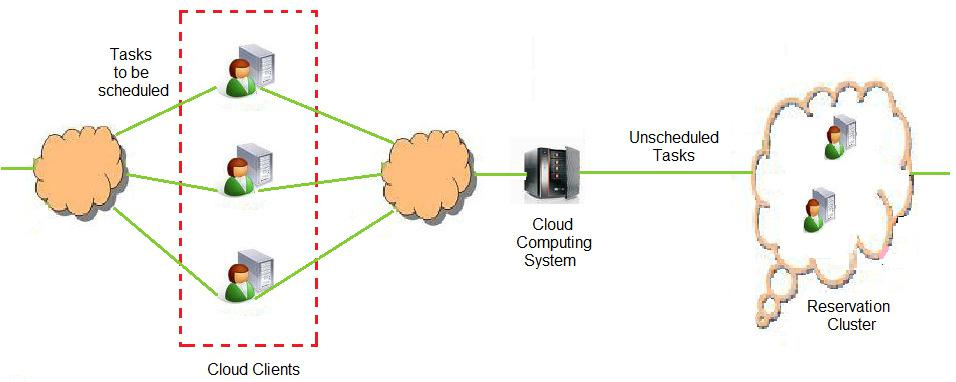 Tasks
to be
scheduled
Cloud Clients
Cloud
Computing
System
Unscheduled
Tasks
Reservation
Cluster